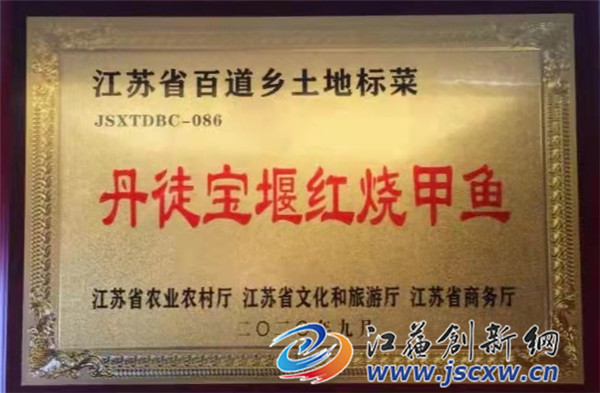 江苏省百道乡土地标菜
JSXTDBC-086
丹徒宝堰红烧甲鱼
江苏省农业农村厅 江苏省文化和旅游厅 江苏省商务厅
二〇二〇年九月
江苏创新网
www.jscxw.cn